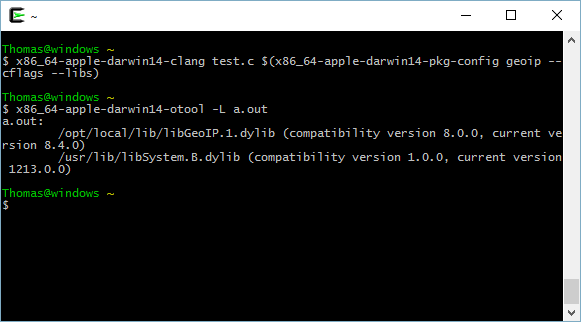 ~
Thomas@windows ~
$ x86_64-apple-darwin14-clang test.c $(x86_64-apple-darwin14-pkg-config geoip --
cflags --libs)
Thomas@windows ~
$ x86_64-apple-darwin14-otool -L a.out
a.out:
/opt/local/lib/libGeoIP.1.dylib (compatibility version 8.0.0, current ve
rsion 8.4.0)
/usr/lib/libSystem.B.dylib (compatibility version 1.0.0, current version
1213.0.0)
Thomas@windows ~
$